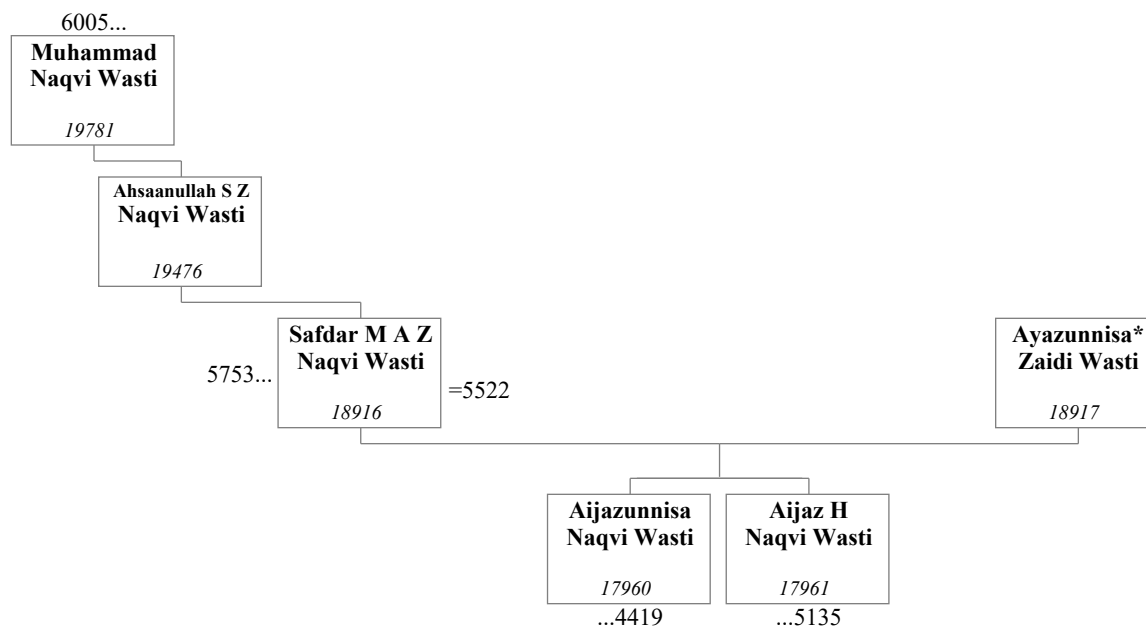 6005...
Muhammad
Naqvi Wasti
19781
Ahsaanullah S Z
Naqvi Wasti
19476
Safdar M A Z
Naqvi Wasti
18916
5753...
=5522
Ayazunnisa*
Zaidi Wasti
18917
Aijazunnisa
Naqvi Wasti
17960
...4419
Aijaz H
Naqvi Wasti
17961
...5135